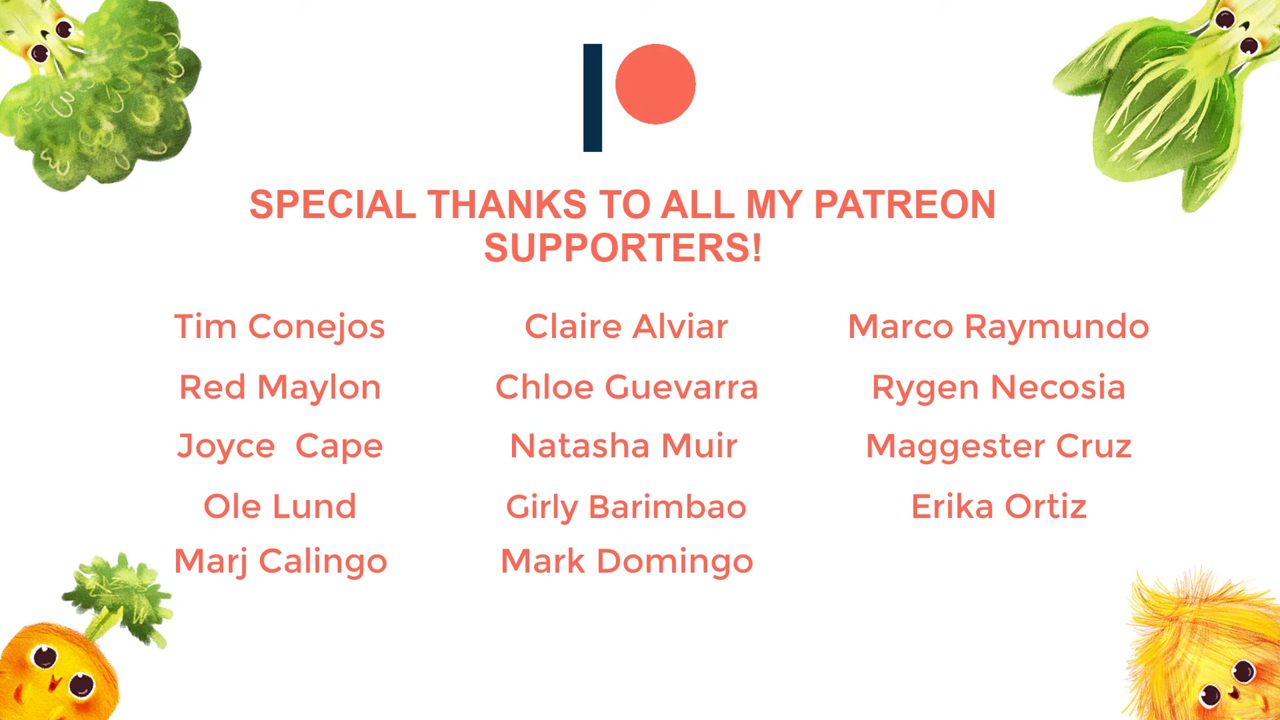 SPECIAL THANKS TO ALL MY PATREON
SUPPORTERS!
Tim Conejos
Claire Alviar
Marco Raymundo
Red Maylon
Chloe Guevarra
Rygen Necosia
Joyce  Cape
Natasha Muir
Maggester Cruz
Ole Lund
Girly Barimbao
Erika Ortiz
Marj Calingo
Mark Domingo